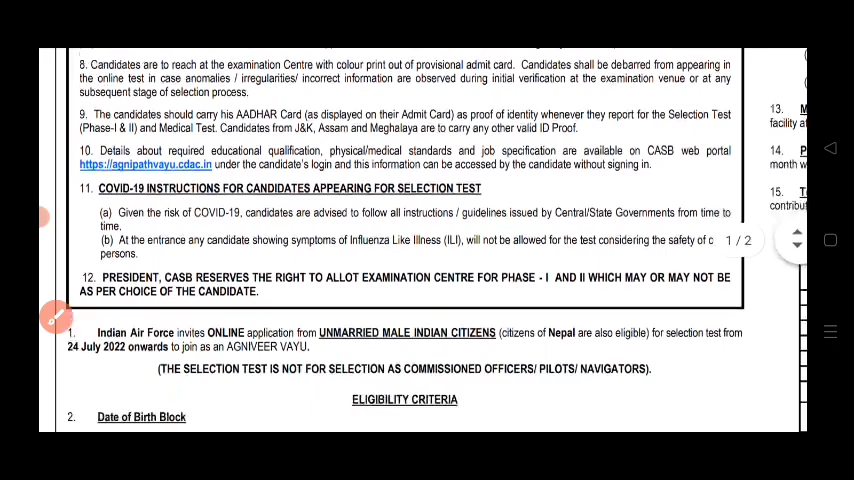 8. Candidates are to reach at the examination Centre with colour print out of provisional admit card. Candidates shall be debarred from appearing in
the online test in case anomalies / irregularities/ incorrect information are observed during initial verification at the examination venue or at any
subsequent stage of selection process.
9. The candidates should carry his AADHAR Card (as displayed on their Admit Card) as proof of identity whenever they report for the Selection Test
(Phase-I & II) and Medical Test. Candidates from J&K, Assam and Meghalaya are to carry any other valid ID Proof.
10. Details about required educational qualification, physical/medical standards and job specification are available on CASB web portal
https://agnipathvayu.cdac.in under the candidate's login and this information can be accessed by the candidate without signing in.
11. COVID-19 INSTRUCTIONS FOR CANDIDATES APPEARING FOR SELECTION TEST
(a) Given the risk of COVID-19, candidates are advised to follow all instructions / guidelines issued by Central/State Governments from time to
time.
(b) At the entrance any candidate showing symptoms of Influenza Like Illness (ILI), will not be allowed for the test considering the safety of
persons.
12. PRESIDENT, CASB RESERVES THE RIGHT TO ALLOT EXAMINATION CENTRE FOR PHASE - I AND II WHICH MAY OR MAY NOT BE
AS PER CHOICE OF THE CANDIDATE.
1. Indian Air Force invites ONLINE application from UNMARRIED MALE INDIAN CITIZENS (citizens of Nepal are also eligible) for selection test from
24 July 2022 onwards to join as an AGNIVEER VAYU.
(THE SELECTION TEST IS NOT FOR SELECTION AS COMMISSIONED OFFICERS/ PILOTS/ NAVIGATORS).
ELIGIBILITY CRITERIA
2. Date of Birth Block
1 / 2
13.
facility
14.
month
15.